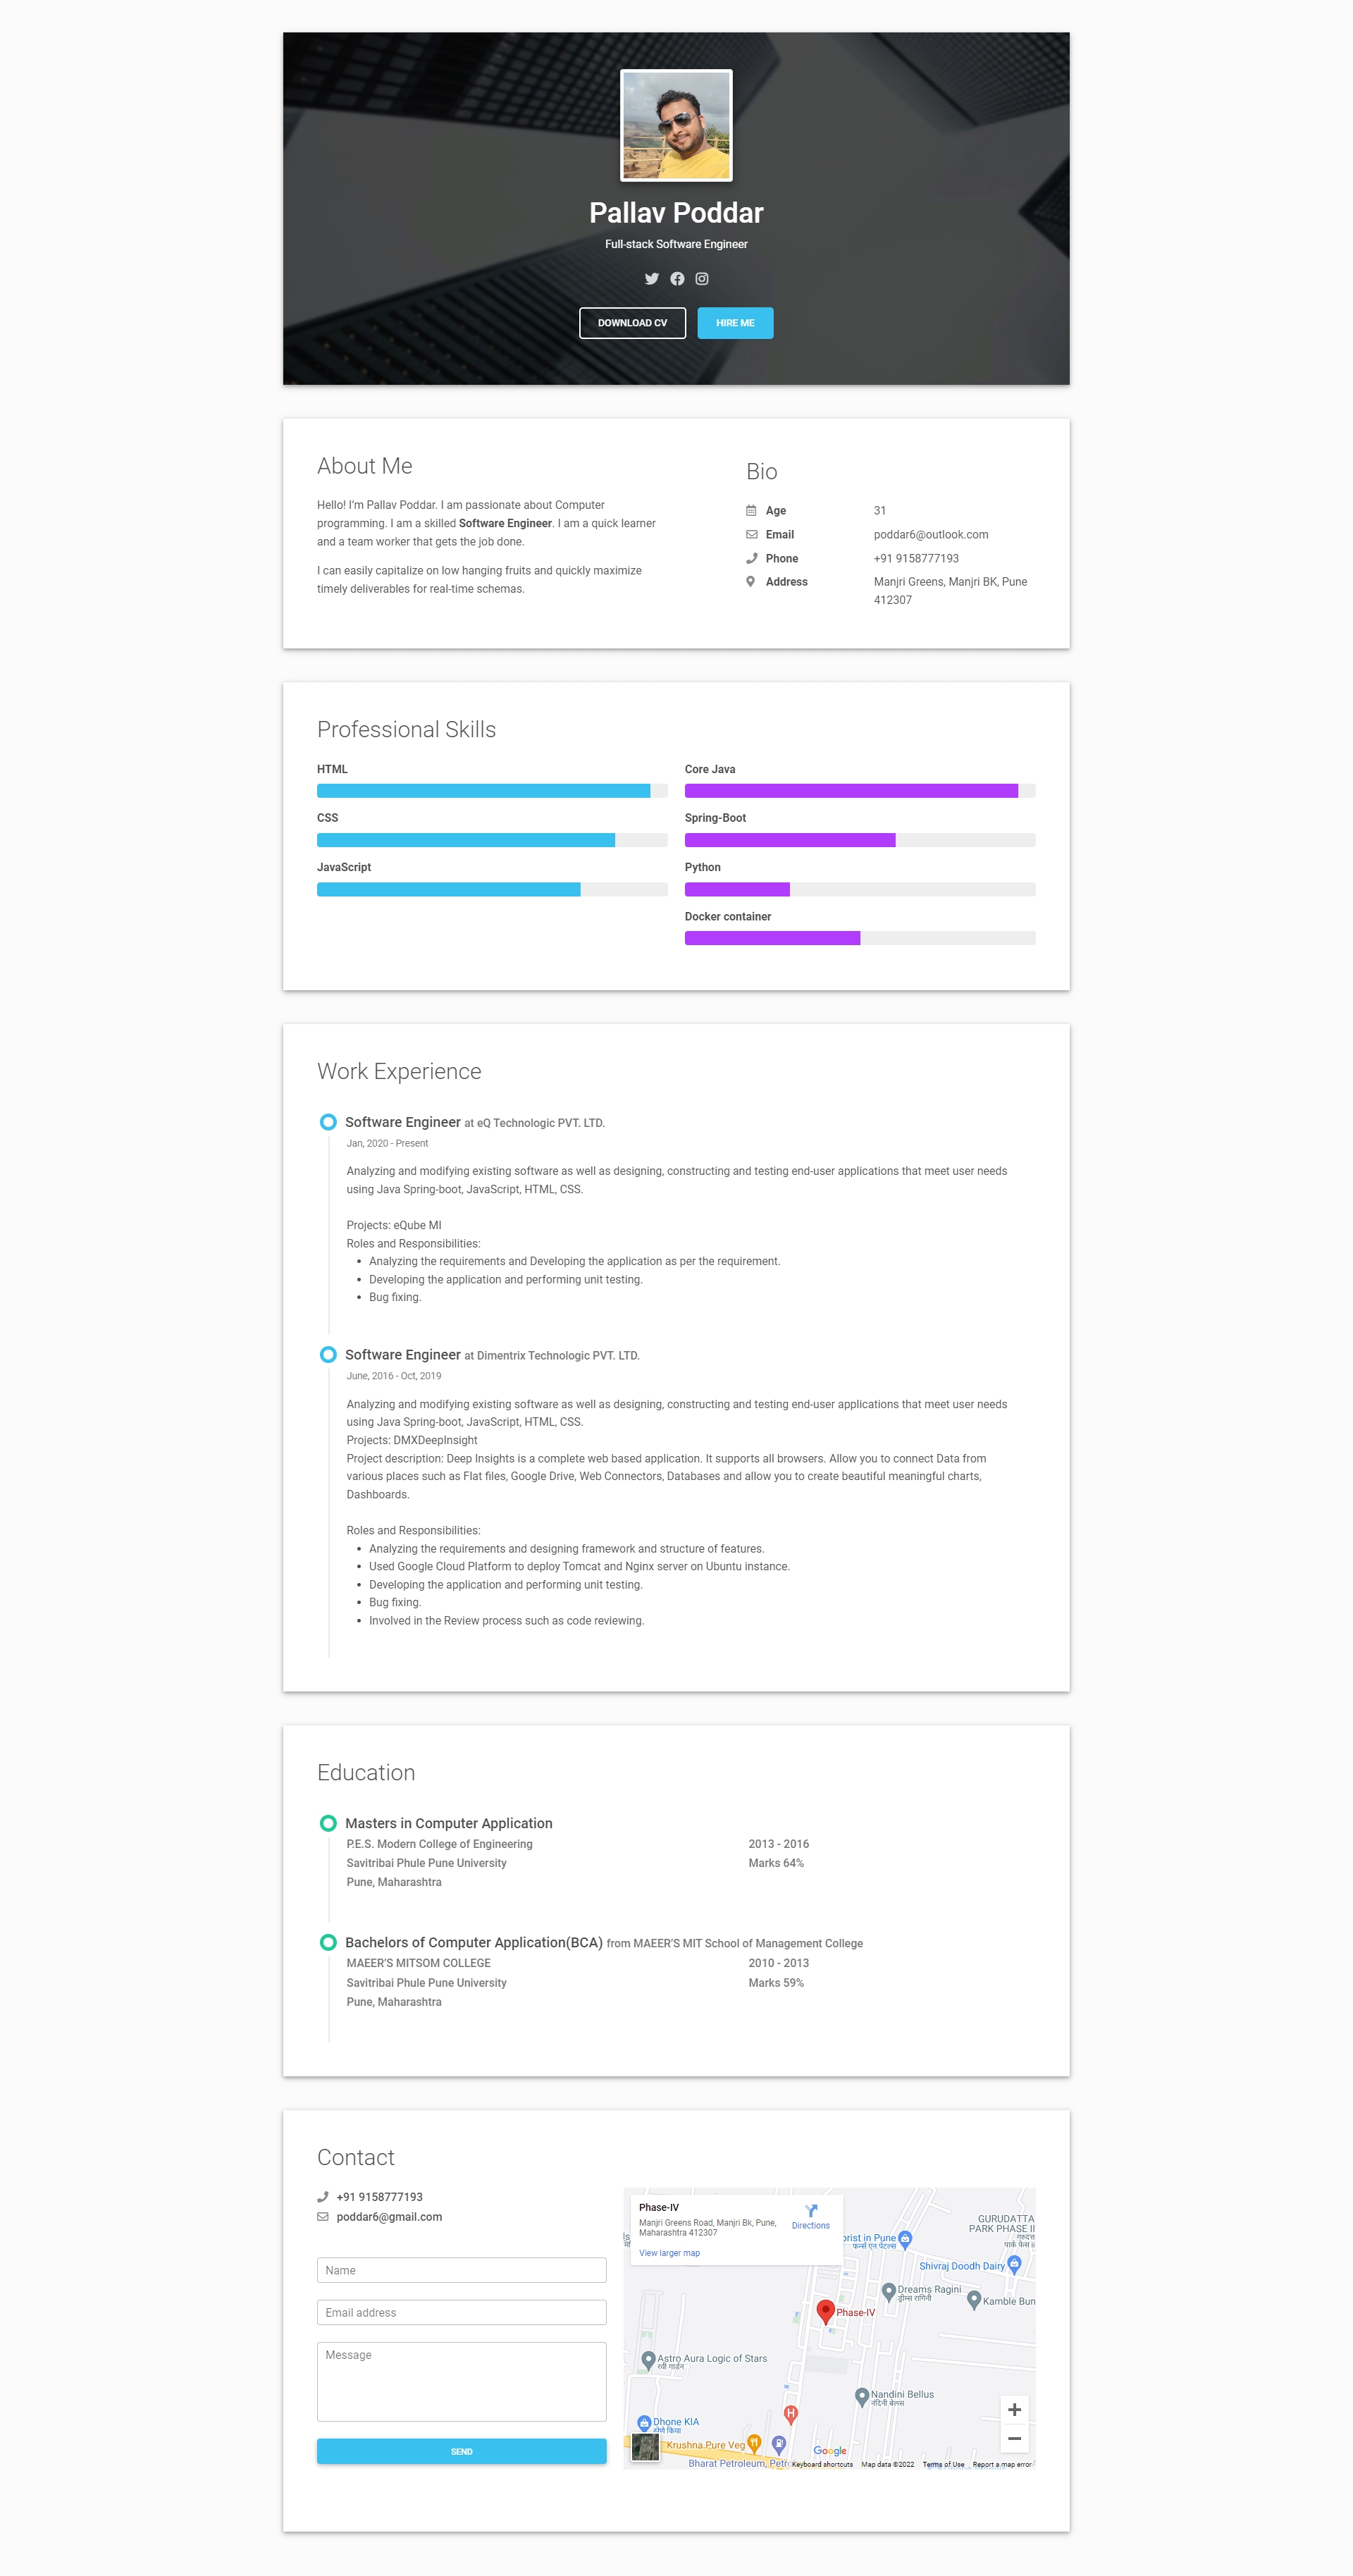 Pallav Poddar
Full-stack Software Engineer
DOWNLOAD CV
HIRE ME
About Me
Hello! I'm Pallav Poddar. I am passionate about Computer
programming. I am a skilled Software Engineer. I am a quick learner
and a team worker that gets the job done.
I can easily capitalize on low hanging fruits and quickly maximize
timely deliverables for real-time schemas.
Bio
Age 31
Email poddar6@outlook.com
Phone +91 9158777193
Address Manjri Greens, Manjri BK, Pune
412307
Professional Skills
HTML
CSS
JavaScript
Core Java
Spring-Boot
Python
Docker container
Work Experience
Software Engineer at eQ Technologic PVT. LTD.
Jan, 2020 - Present
Analyzing and modifying existing software as well as designing, constructing and testing end-user applications that meet user needs
using Java Spring-boot, JavaScript, HTML, CSS.
Projects: eQube MI
Roles and Responsibilities:
• Analyzing the requirements and Developing the application as per the requirement.
• Developing the application and performing unit testing.
• Bug fixing.
Software Engineer at Dimentrix Technologic PVT. LTD.
June, 2016 - Oct, 2019
Analyzing and modifying existing software as well as designing, constructing and testing end-user applications that meet user needs
using Java Spring-boot, JavaScript, HTML, CSS.
Projects: DMXDeepInsight
Project description: Deep Insights is a complete web based application. It supports all browsers. Allow you to connect Data from
various places such as Flat files, Google Drive, Web Connectors, Databases and allow you to create beautiful meaningful charts,
Dashboards.
Roles and Responsibilities:
• Analyzing the requirements and designing framework and structure of features.
• Used Google Cloud Platform to deploy Tomcat and Nginx server on Ubuntu instance.
• Developing the application and performing unit testing.
• Bug fixing.
• Involved in the Review process such as code reviewing.
Education
Masters in Computer Application
P.E.S. Modern College of Engineering 2013 - 2016
Savitribai Phule Pune University Marks 64%
Pune, Maharashtra
Bachelors of Computer Application(BCA) from MAEER'S MIT School of Management College
MAEER'S MITSOM COLLEGE 2010 - 2013
Savitribai Phule Pune University Marks 59%
Pune, Maharashtra
Contact
+91 9158777193
poddar6@gmail.com
Name
Email address
Message
SEND
Phase-IV
Manjri Greens Road, Manjri Bk, Pune,
Maharashtra 412307
Directions
View larger map
in Pune
GURUDATTA
PARK PHASE
Shivraj Doodh Dairy
Dreams Ragini
ड्रीम्स रागिनी
Kamble Bun
Phase-IV
Astro Aura Logic of Stars
Nandini Bellus
नंदिनी बेलस
H
Dhone KIA
Krushna Pure Veg
Google
Bharat Petroleum,
Keyboard shortcuts Map data ©2022 Terms of Use Report a map error